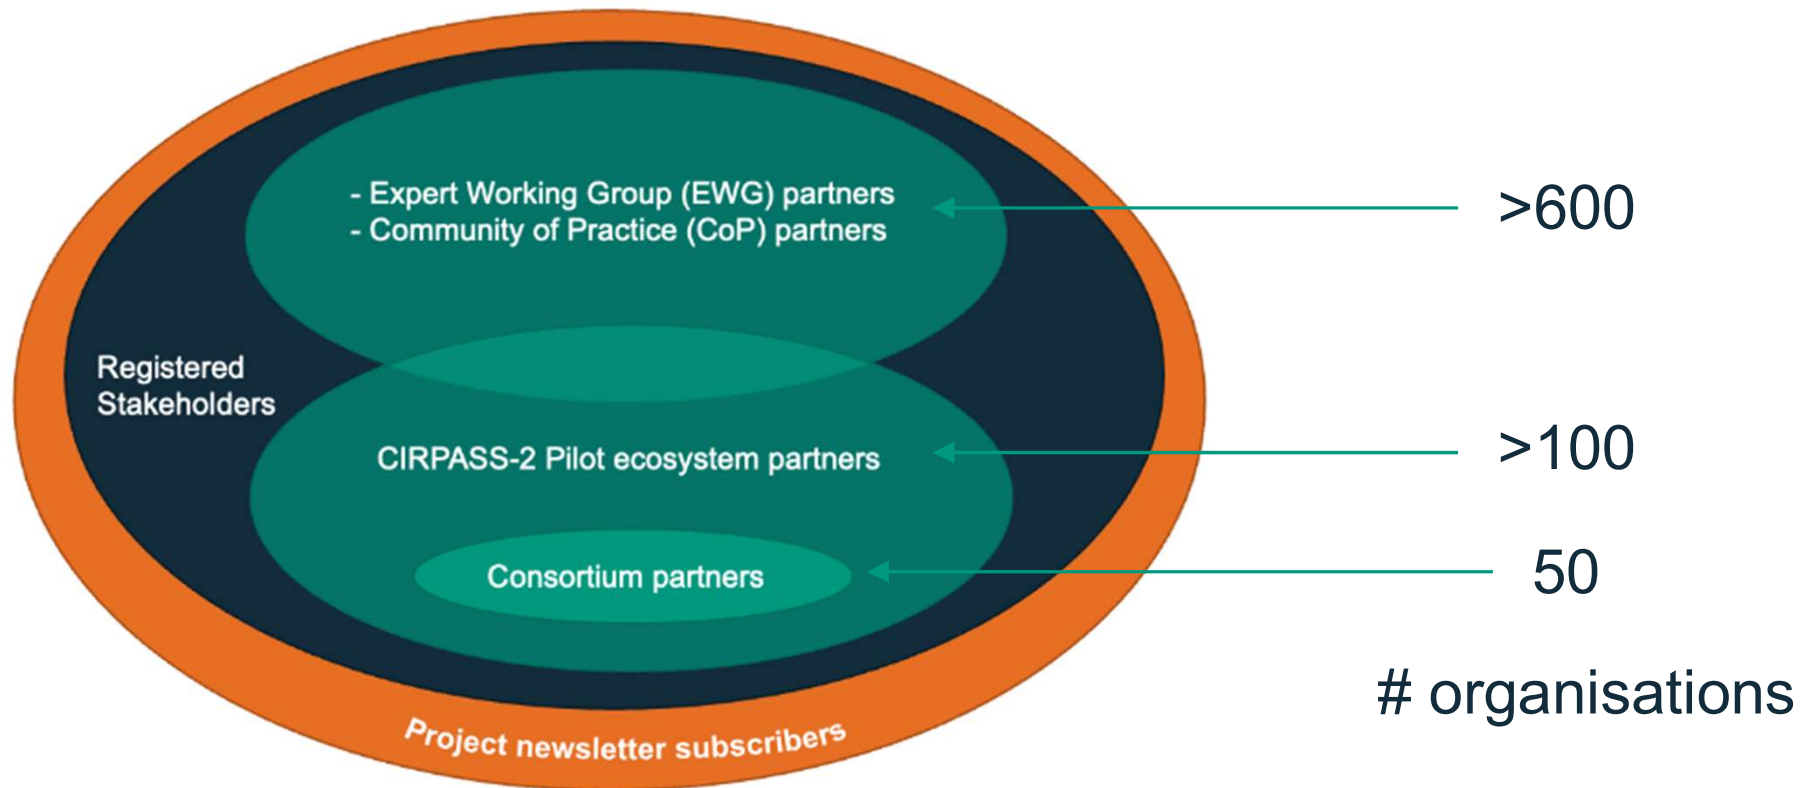 - Expert Working Group (EWG) partners
- Community of Practice (CoP) partners
>600
Registered
Stakeholders
CIRPASS-2 Pilot ecosystem partners
>100
Consortium partners
50
# organisations
Project newsletter subscribers